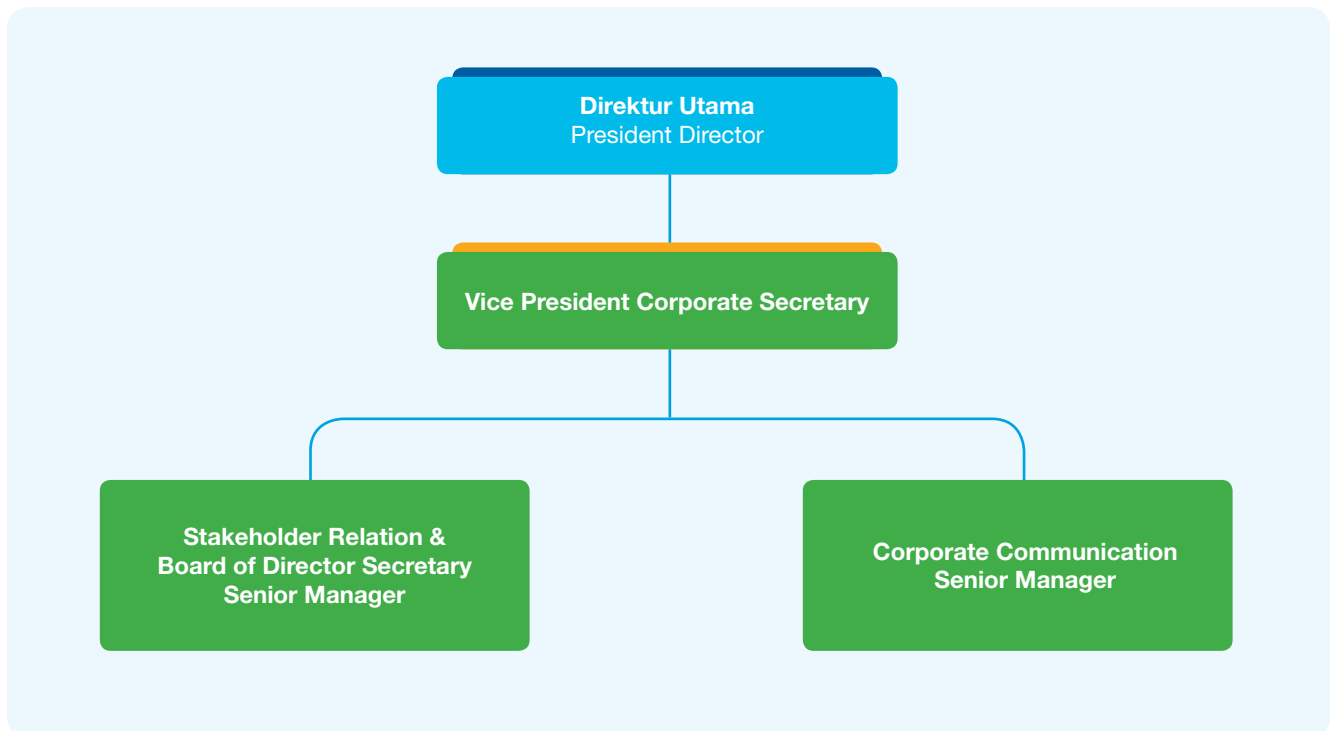 Direktur Utama
President Director
Vice President Corporate Secretary
Stakeholder Relation &
Board of Director Secretary
Senior Manager
Corporate Communication
Senior Manager